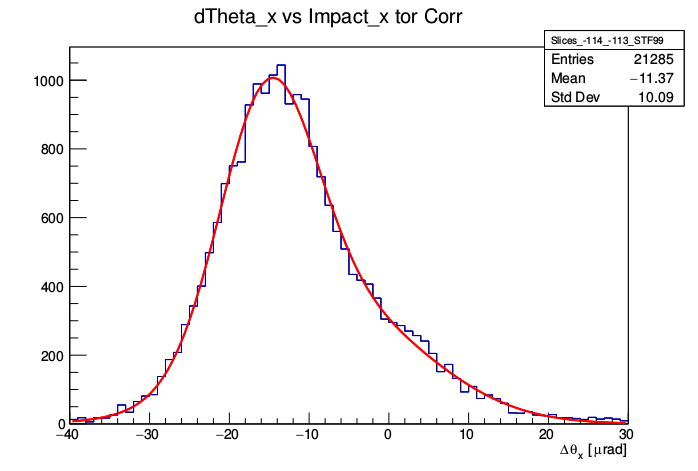 dTheta_x vs Impact_x tor Corr
Slices_-114_-113_STF99
Entries 21285
Mean −11.37
Std Dev 10.09
1000
800
600
400
200
0
−40 −30 −20 −10 0 10 20 30
Δθx [μrad]